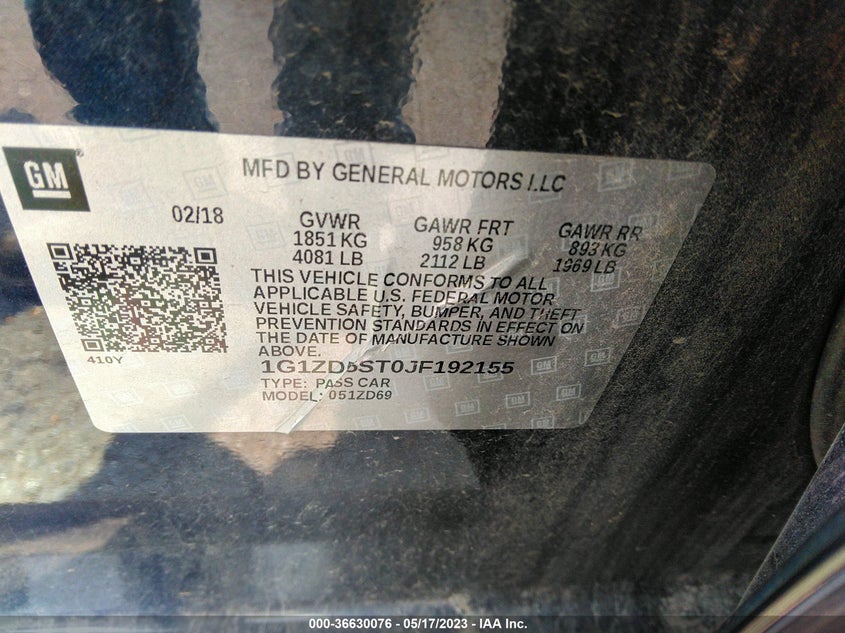 GM
MFD BY GENERAL MOTORS LLC
02/18
GVWR GAWR FRT GAWR RR
1851 KG 958 KG 893 KG
4081 LB 2112 LB 1969 LB
THIS VEHICLE CONFORMS TO ALL
APPLICABLE U.S. FEDERAL MOTOR
VEHICLE SAFETY, BUMPER, AND THEFT
PREVENTION STANDARDS IN EFFECT ON
THE DATE OF MANUFACTURE SHOWN
ABOVE.
410Y
1G1ZD5ST0JF192155
TYPE: PASS CAR
MODEL: 051ZD69
000-36630076 - 05/17/2023 - IAA Inc.